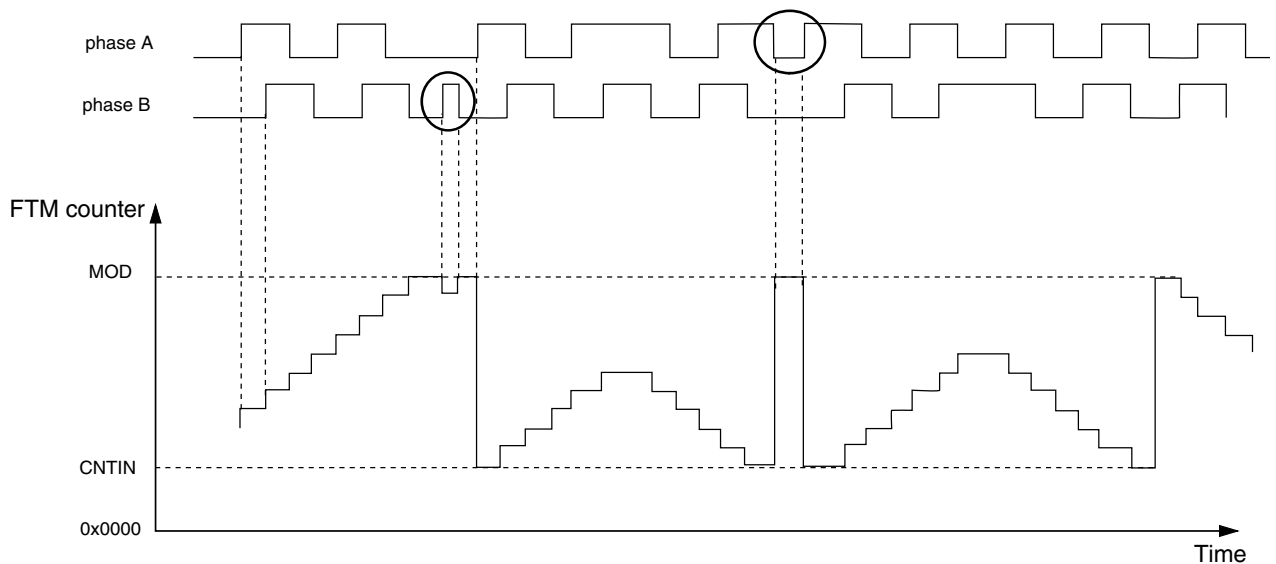 phase A
phase B
FTM counter
MOD
CNTIN
0x0000
Time